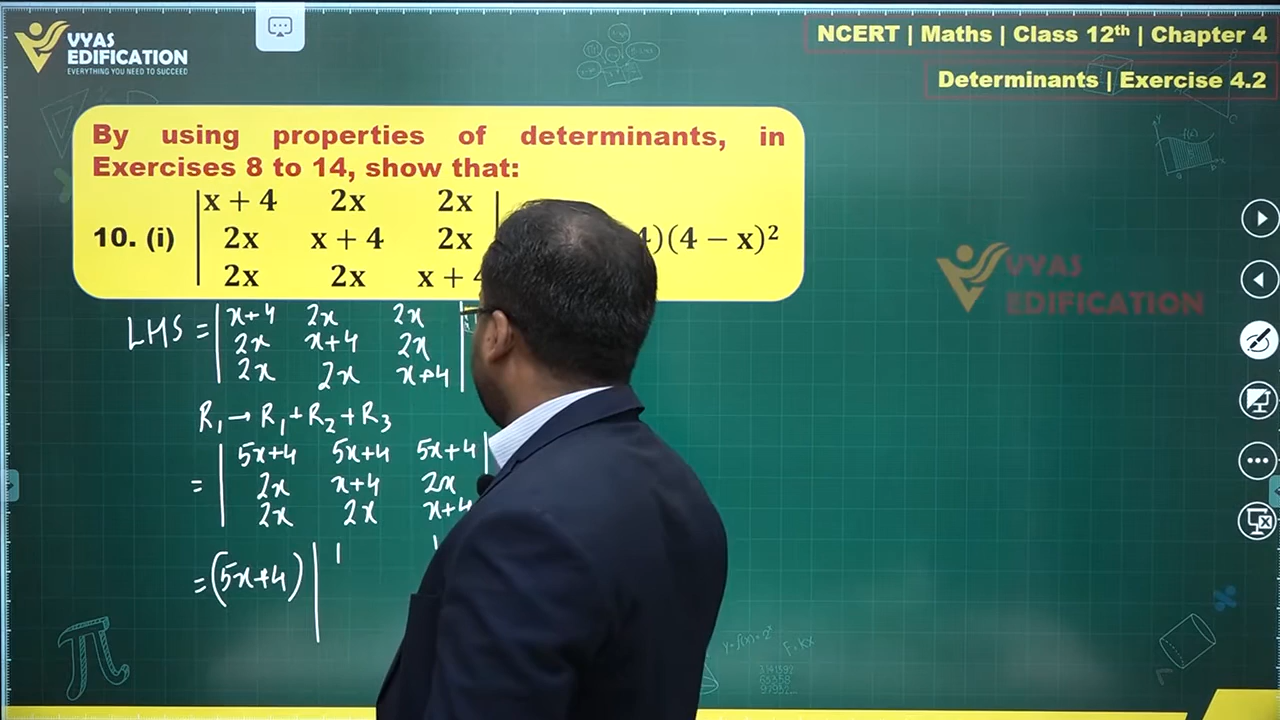 VYAS
EDIFICATION
EVERYTHING YOU NEED TO SUCCEED
NCERT | Maths | Class 12th | Chapter 4
Determinants | Exercise 4.2
By using properties of determinants, in
Exercises 8 to 14, show that:
x + 4 2x 2x
10. (i) 2x x + 4 2x 4)(4 − x)²
2x 2x x + 4
VYAS
EDIFICATION
LHS = | x+4 2x 2x |
2x x+4 2x
2x 2x x+4
R₁ → R₁ + R₂ + R₃
| 5x+4 5x+4 5x+4 |
= 2x x+4 2x
2x 2x x+4
= (5x+4) | 1 1